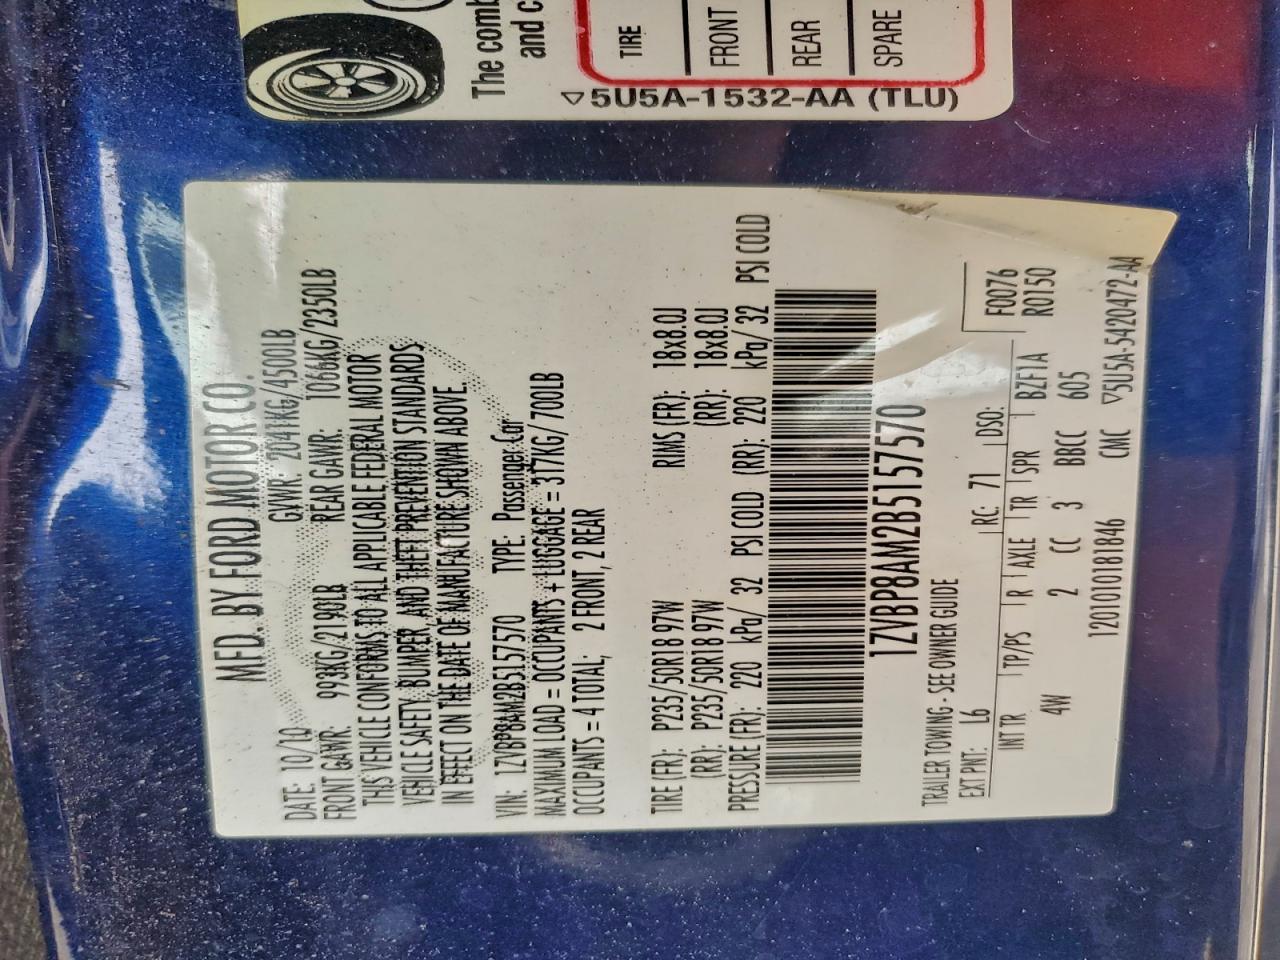 The comb
and c
TIRE
FRONT
REAR
SPARE
▽5U5A-1532-AA (TLU)
MFD. BY FORD MOTOR CO.
DATE: 10/10 GVWR: 2041KG/4500LB
FRONT GAWR: 993KG/2190LB REAR GAWR: 1066KG/2350LB
THIS VEHICLE CONFORMS TO ALL APPLICABLE FEDERAL MOTOR
VEHICLE SAFETY, BUMPER, AND THEFT PREVENTION STANDARDS
IN EFFECT ON THE DATE OF MANUFACTURE SHOWN ABOVE.
VIN: 1ZVBP8AM2B5157570 TYPE: Passenger Car
MAXIMUM LOAD = OCCUPANTS + LUGGAGE = 317KG/700LB
OCCUPANTS = 4 TOTAL; 2 FRONT, 2 REAR
TIRE (FR): P235/50R18 97W RIMS (FR): 18x8.0J
(RR): P235/50R18 97W (RR): 18x8.0J
PRESSURE (FR): 220 kPa/ 32 PSI COLD (RR): 220 kPa/ 32 PSI COLD
1ZVBP8AM2B5157570
TRAILER TOWING - SEE OWNER GUIDE
EXT PNT: L6 RC: 71 DSO: F0076
INT TR TP/PS R AXLE TR SPR BZF1A R0150
4W 2 CC 3 BBCC 605
1201010181846 CMC ▽5U5A-5420472-AA